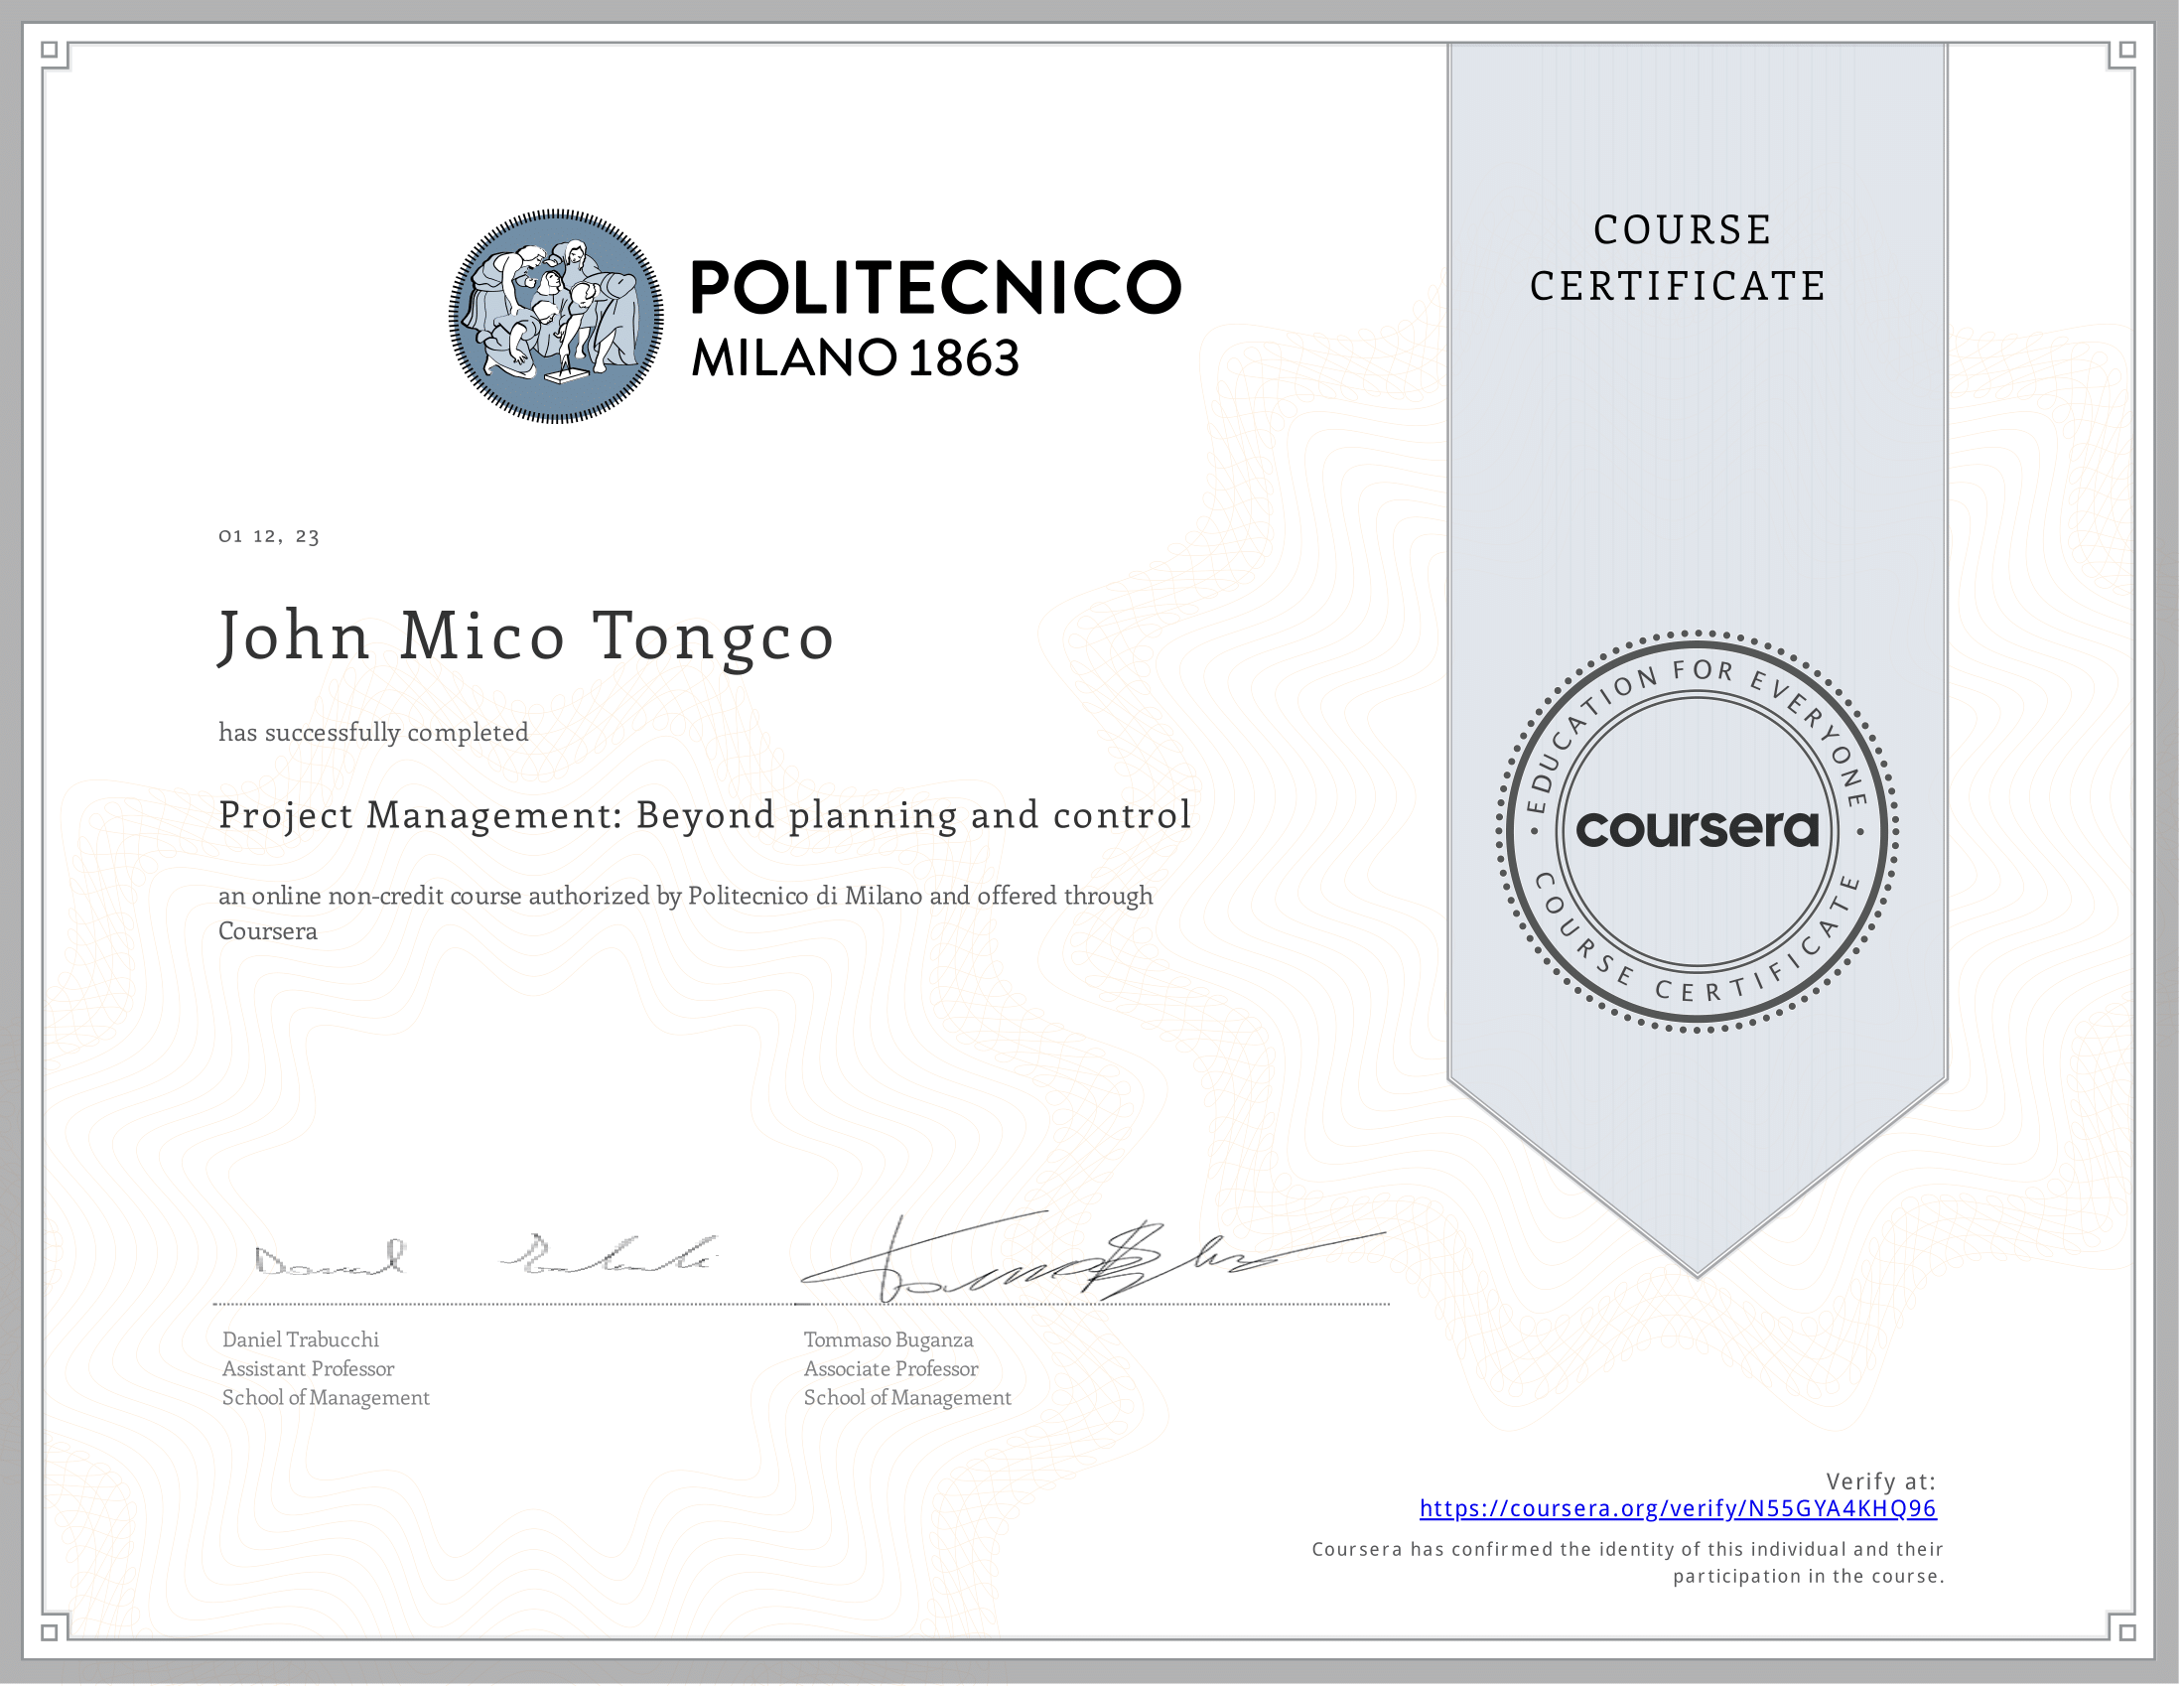 POLITECNICO
MILANO 1863
COURSE
CERTIFICATE
01 12, 23
John Mico Tongco
has successfully completed
Project Management: Beyond planning and control
an online non-credit course authorized by Politecnico di Milano and offered through
Coursera
EDUCATION FOR EVERYONE
coursera
COURSE CERTIFICATE
Daniel Trabucchi
Assistant Professor
School of Management
Tommaso Buganza
Associate Professor
School of Management
Verify at:
https://coursera.org/verify/N55GYA4KHQ96
Coursera has confirmed the identity of this individual and their
participation in the course.